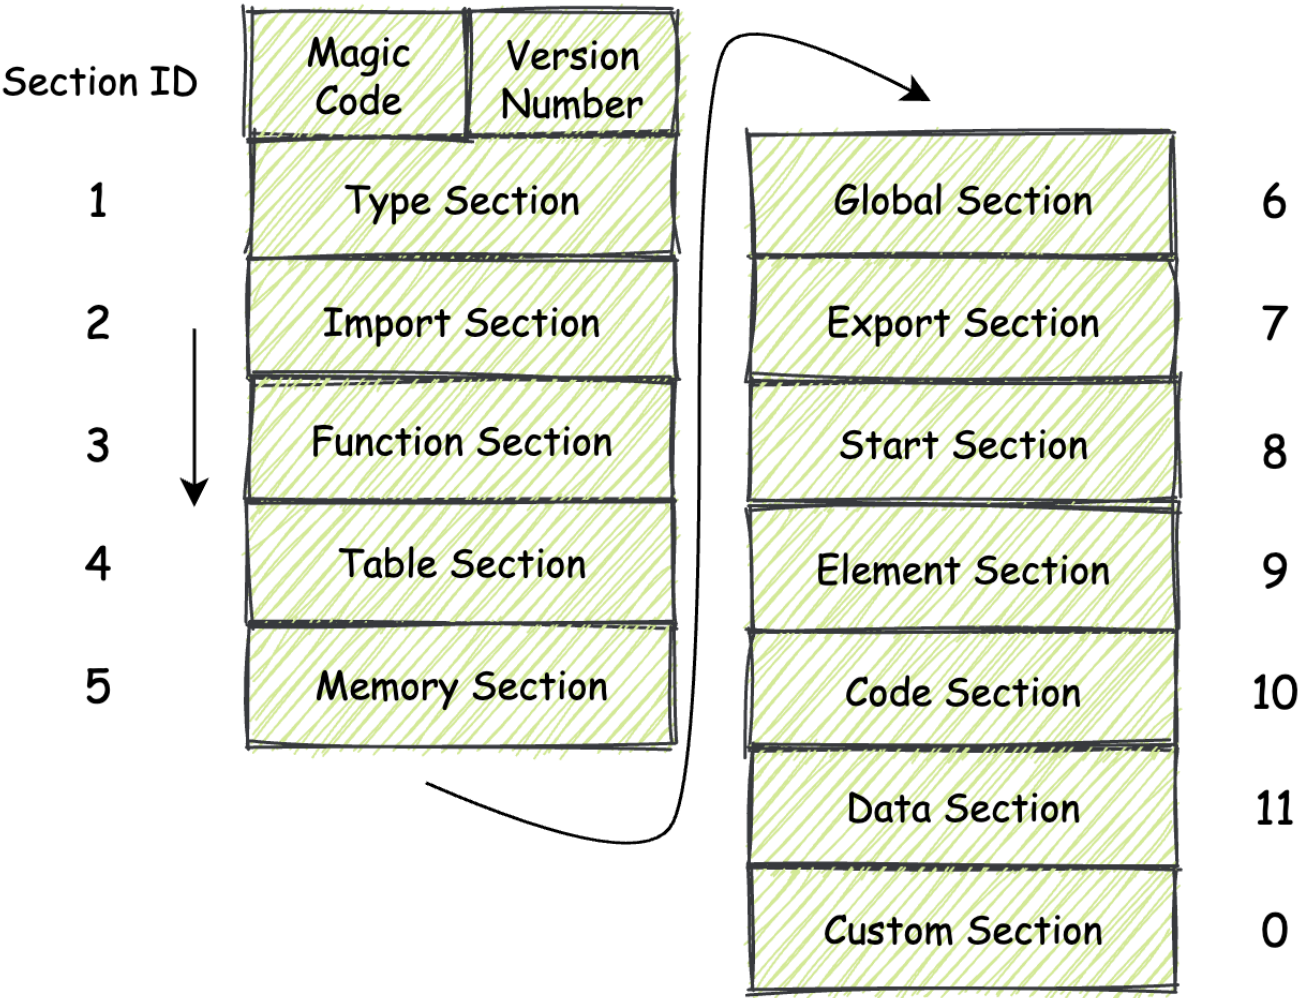 Section ID
Magic
Code
Version
Number
1
Type Section
2
Import Section
3
Function Section
4
Table Section
5
Memory Section
Global Section
6
Export Section
7
Start Section
8
Element Section
9
Code Section
10
Data Section
11
Custom Section
0